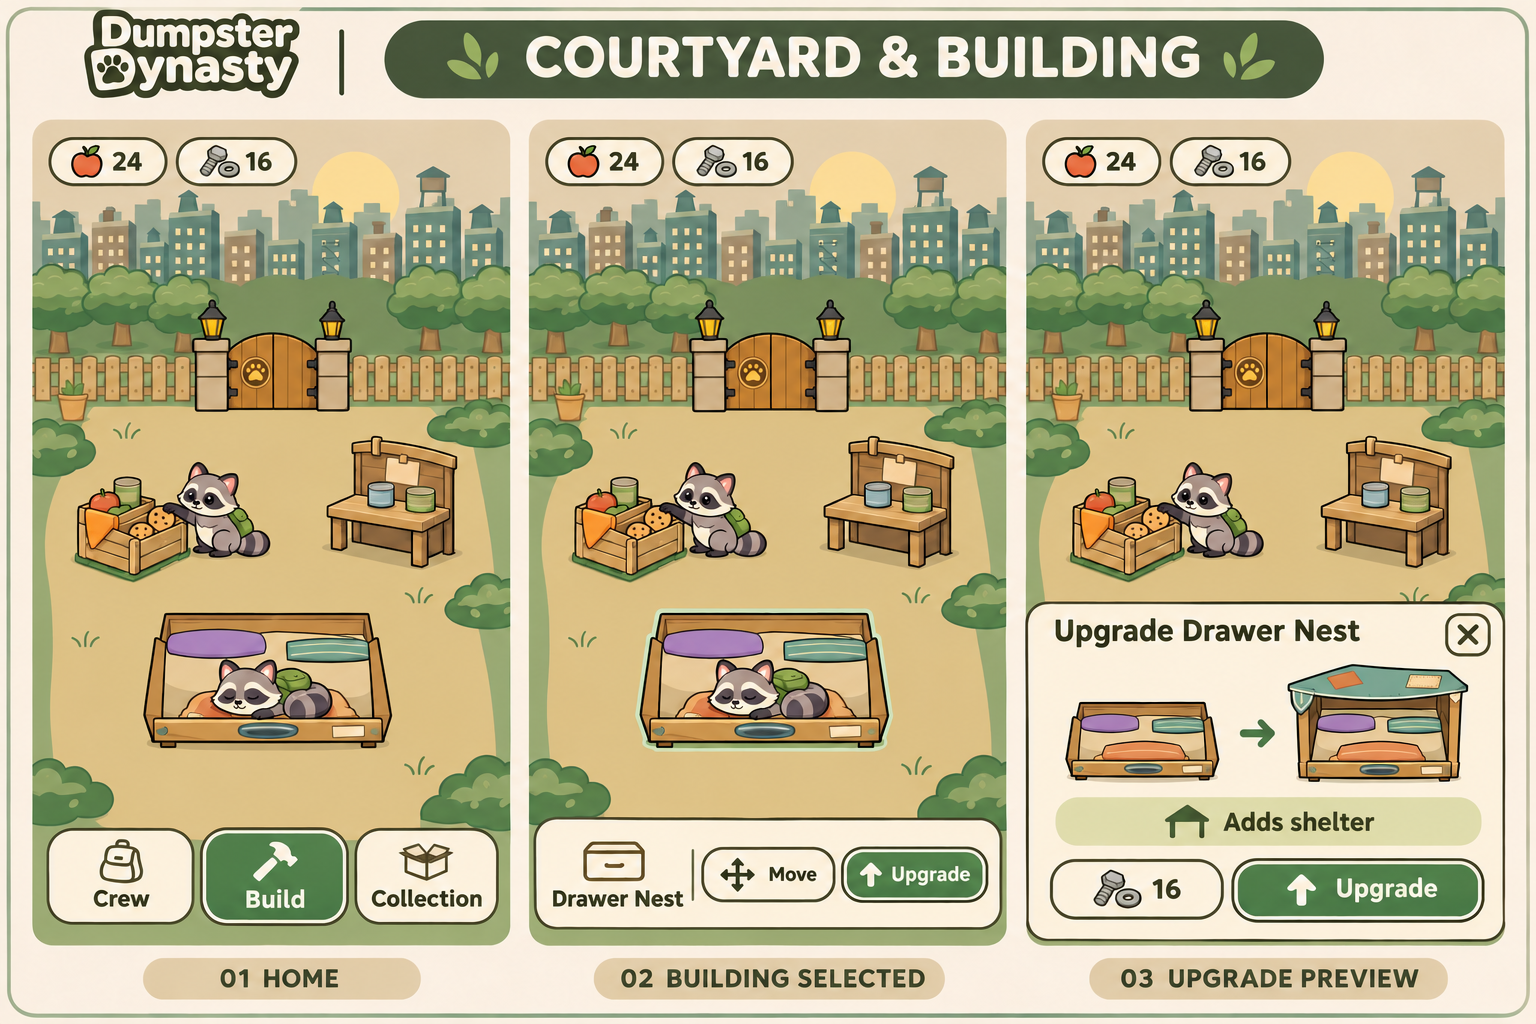 Dumpster
Dynasty
COURTYARD & BUILDING
24
16
Crew
Build
Collection
01 HOME
24
16
Drawer Nest
Move
Upgrade
02 BUILDING SELECTED
24
16
Upgrade Drawer Nest
Adds shelter
16
Upgrade
03 UPGRADE PREVIEW